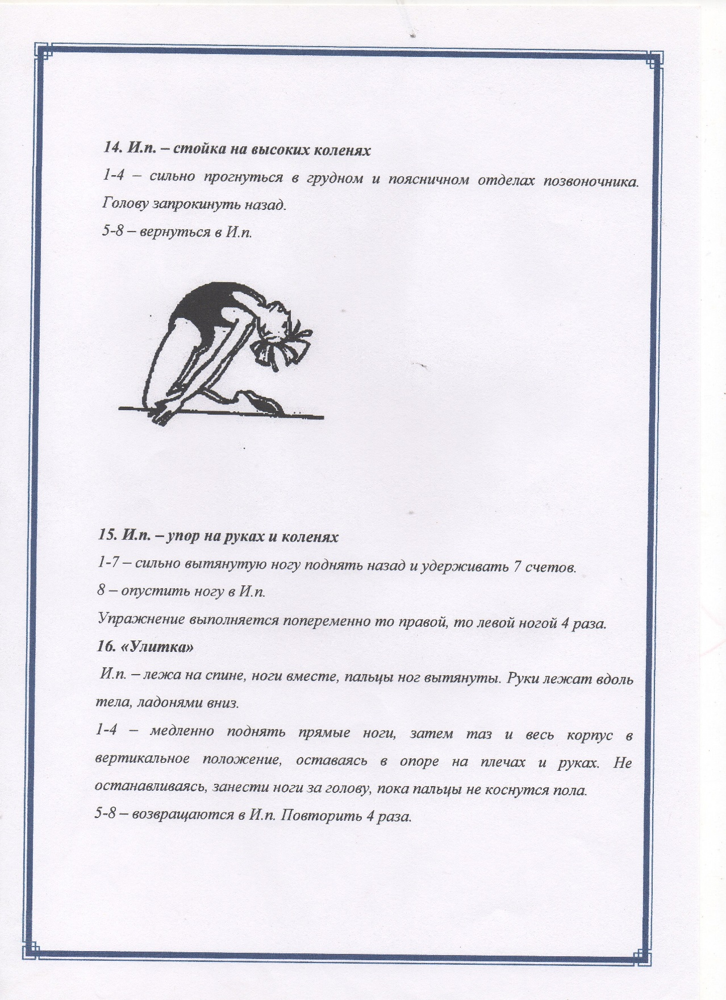 14. И.п. – стойка на высоких коленях
1-4 – сильно прогнуться в грудном и поясничном отделах позвоночника.
Голову запрокинуть назад.
5-8 – вернуться в И.п.
15. И.п. – упор на руках и коленях
1-7 – сильно вытянутую ногу поднять назад и удерживать 7 счетов.
8 – опустить ногу в И.п.
Упражнение выполняется попеременно то правой, то левой ногой 4 раза.
16. «Улитка»
И.п. – лежа на спине, ноги вместе, пальцы ног вытянуты. Руки лежат вдоль
тела, ладонями вниз.
1-4 – медленно поднять прямые ноги, затем таз и весь корпус в
вертикальное положение, оставаясь в опоре на плечах и руках. Не
останавливаясь, занести ноги за голову, пока пальцы не коснутся пола.
5-8 – возвращаются в И.п. Повторить 4 раза.